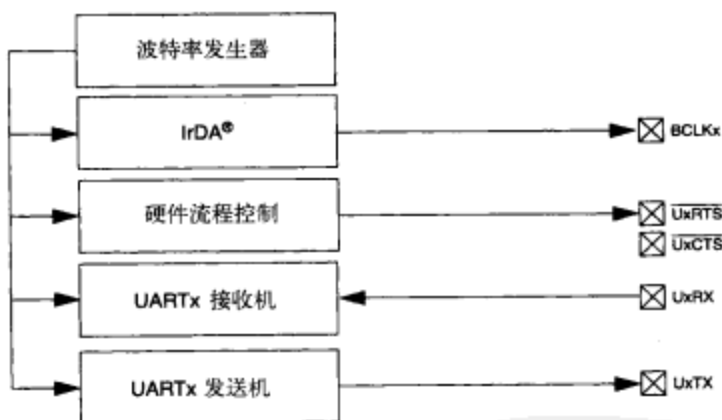 波特率发生器
IrDA®
BCLKx
硬件流程控制
UxRTS
UxCTS
UARTx 接收机
UxRX
UARTx 发送机
UxTX